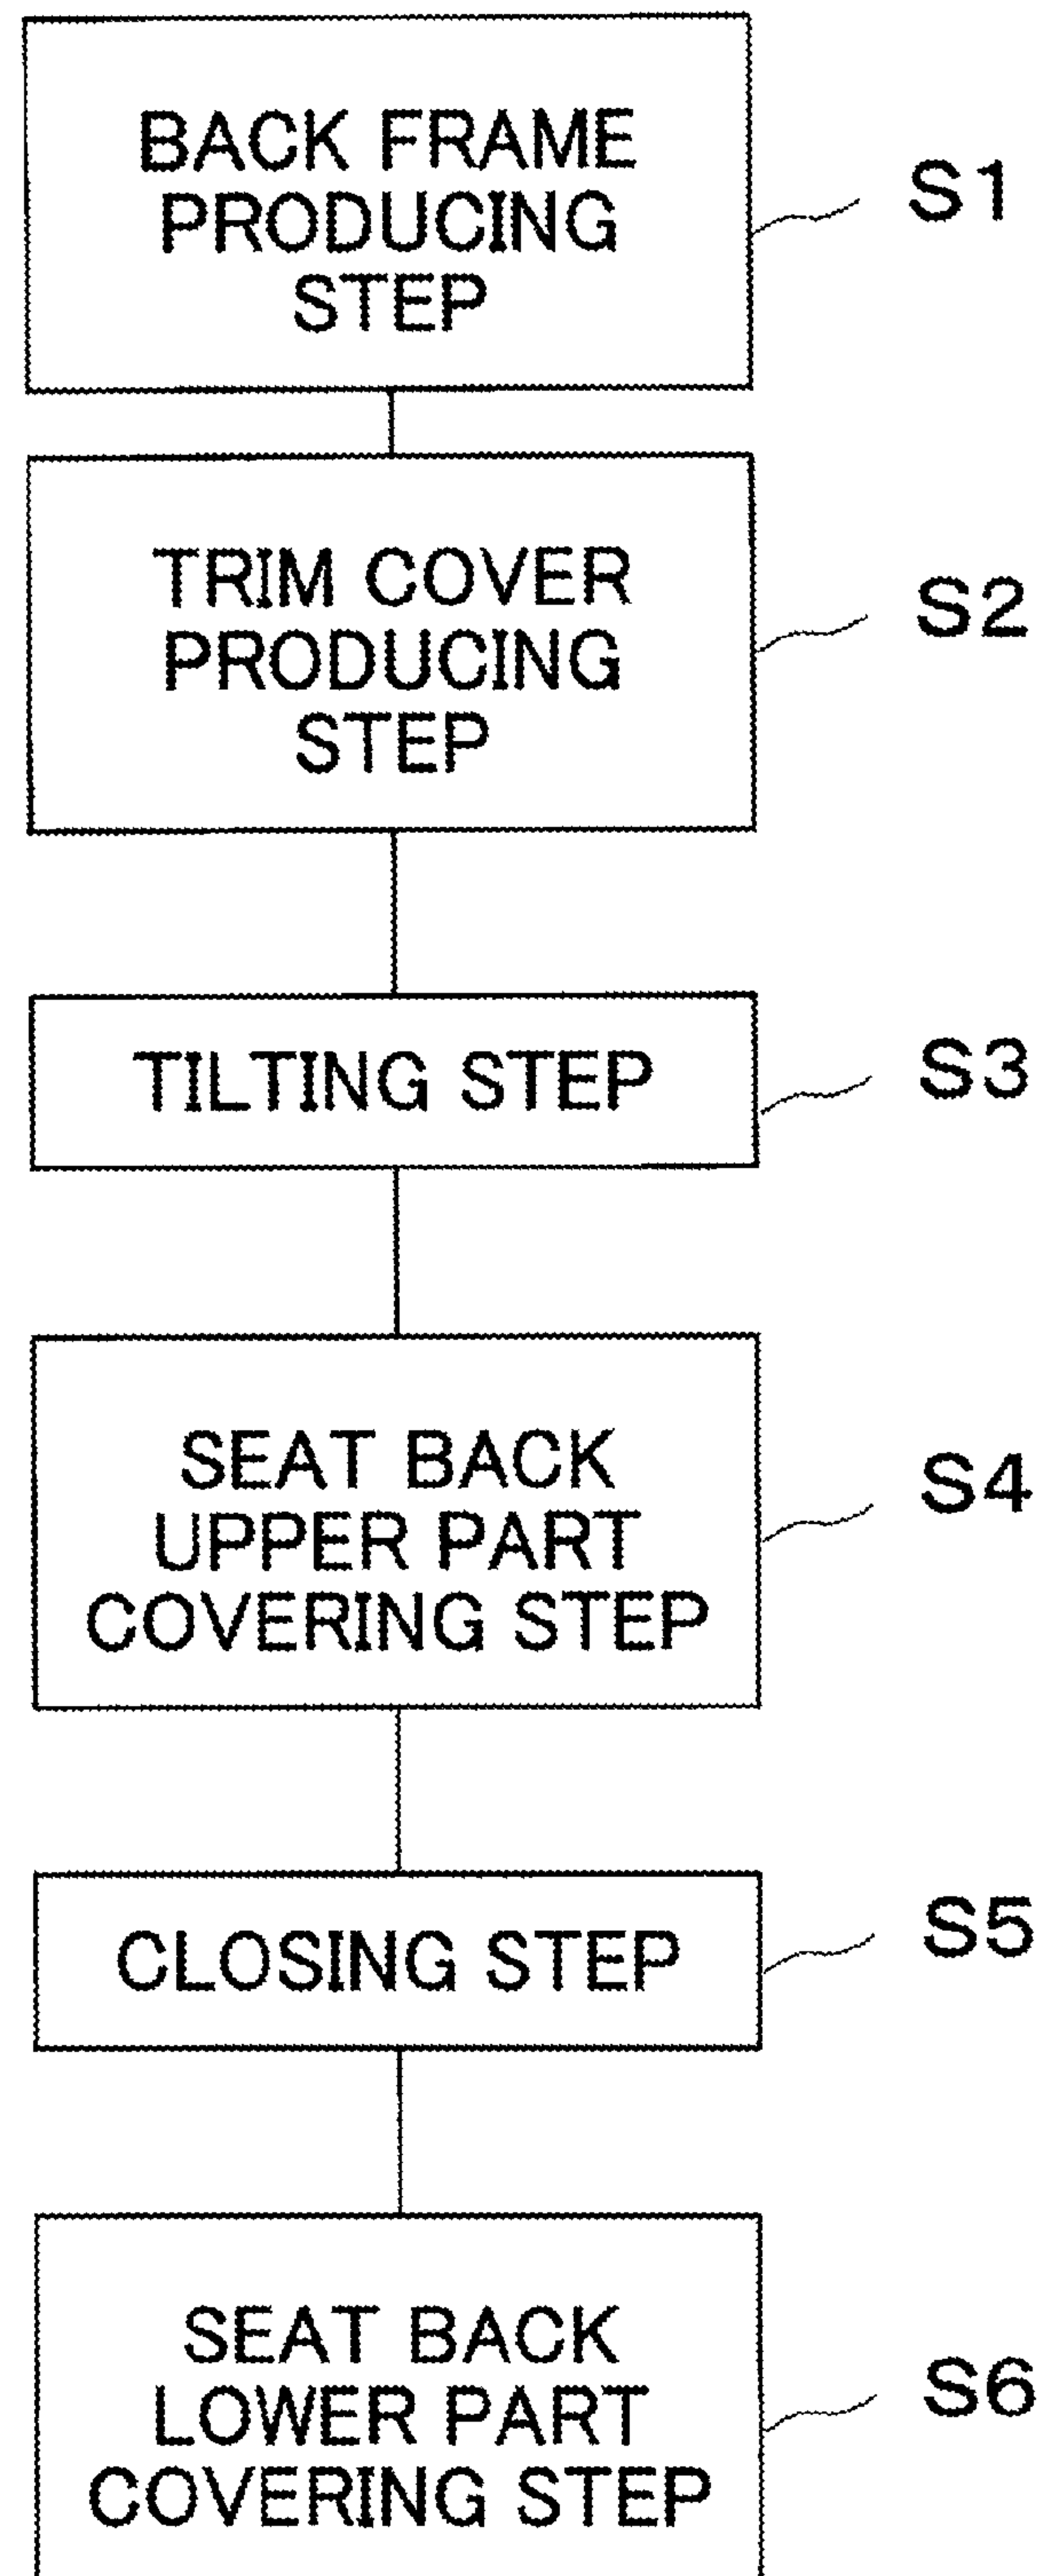 BACK FRAME
PRODUCING
STEP
S1
TRIM COVER
PRODUCING
STEP
S2
TILTING STEP
S3
SEAT BACK
UPPER PART
COVERING STEP
S4
CLOSING STEP
S5
SEAT BACK
LOWER PART
COVERING STEP
S6